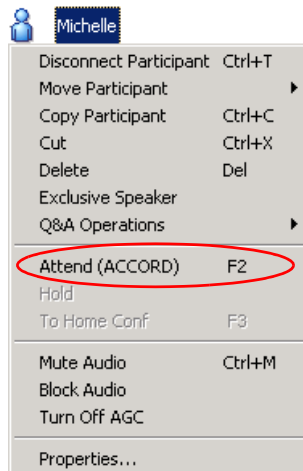 Michelle
Disconnect Participant Ctrl+T
Move Participant
Copy Participant Ctrl+C
Cut Ctrl+X
Delete Del
Exclusive Speaker
Q&A Operations
Attend (ACCORD) F2
Hold
To Home Conf F3
Mute Audio Ctrl+M
Block Audio
Turn Off AGC
Properties...